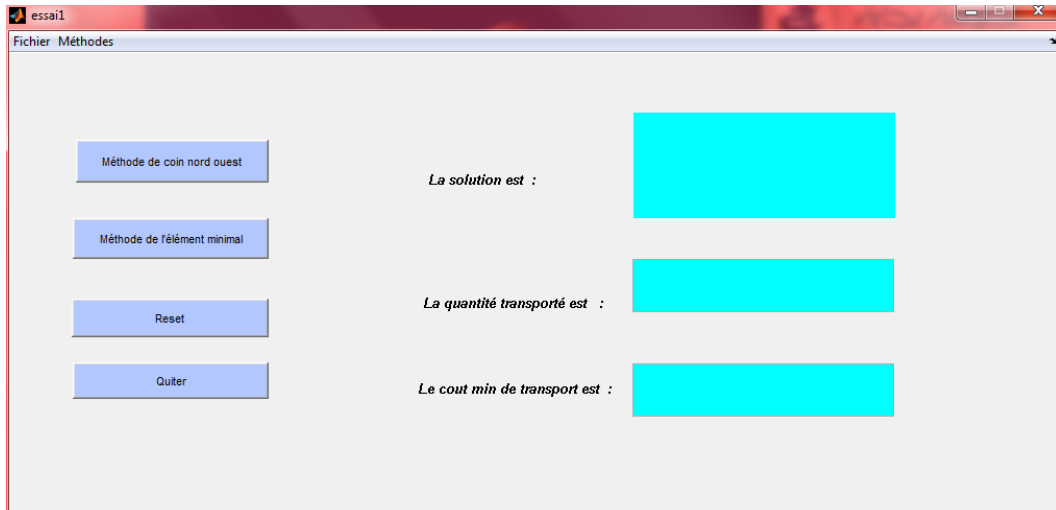 essai1
Fichier Méthodes
Méthode de coin nord ouest
La solution est :
Méthode de l'élément minimal
La quantité transporté est :
Reset
Quiter
Le cout min de transport est :